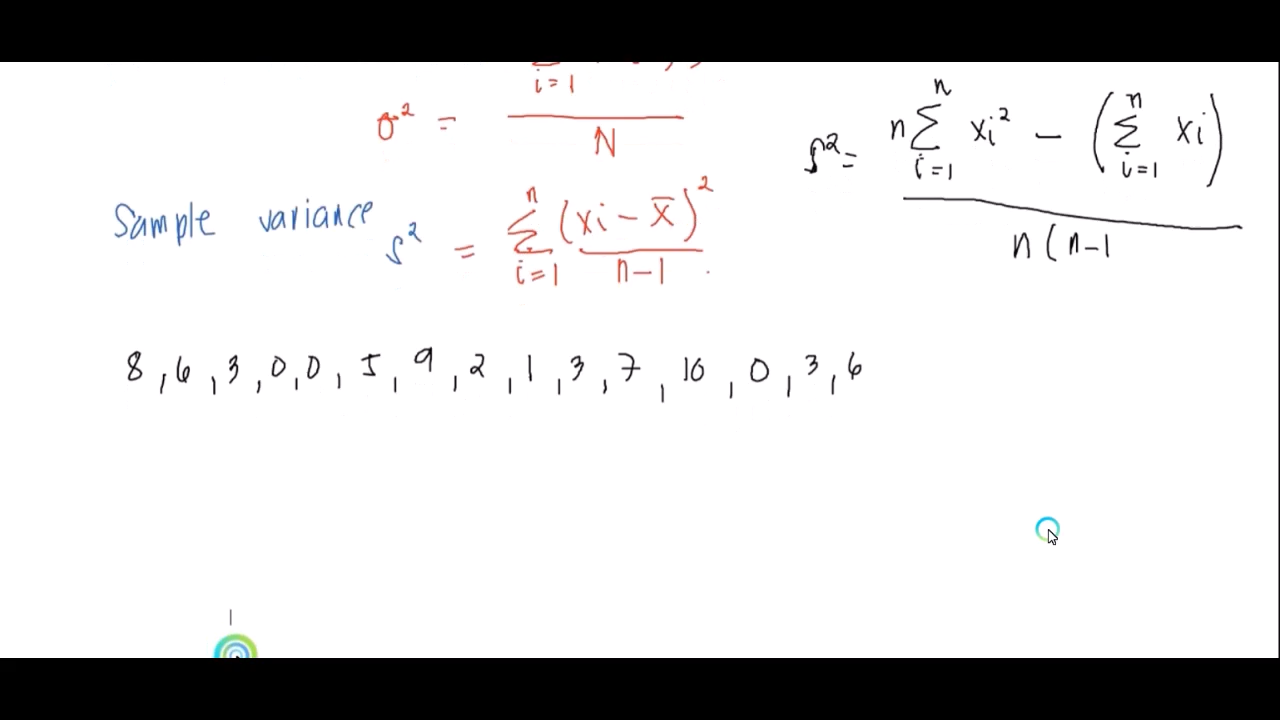 i=1
σ² =
N
s² = n n∑i=1 xi² − (n∑i=1 xi)
n(n−1
Sample variance s² = n∑i=1 (xi − x̄)²
n−1
8, 6, 3, 0, 0, 5, 9, 2, 1, 3, 7, 10, 0, 3, 6